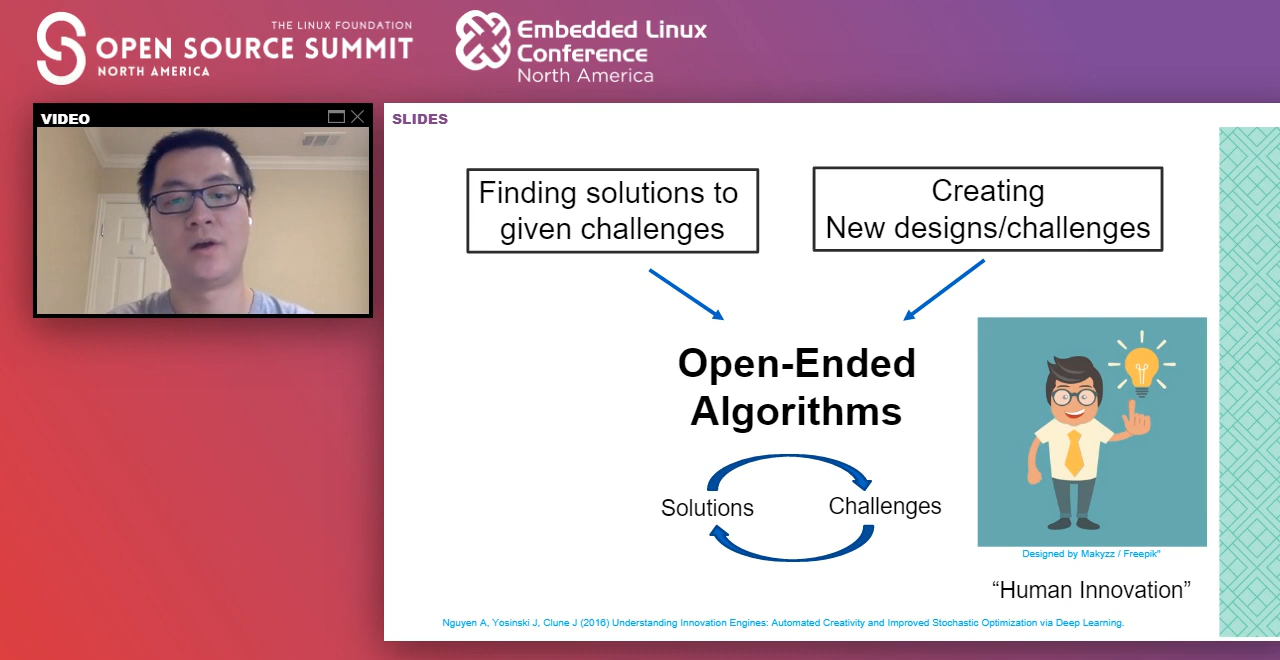 THE LINUX FOUNDATION
OPEN SOURCE SUMMIT
NORTH AMERICA
Embedded Linux
Conference
North America
VIDEO
SLIDES
Finding solutions to
given challenges
Creating
New designs/challenges
Open-Ended
Algorithms
Solutions
Challenges
Designed by Makyzz / Freepik"
“Human Innovation”
Nguyen A, Yosinski J, Clune J (2016) Understanding Innovation Engines: Automated Creativity and Improved Stochastic Optimization via Deep Learning.